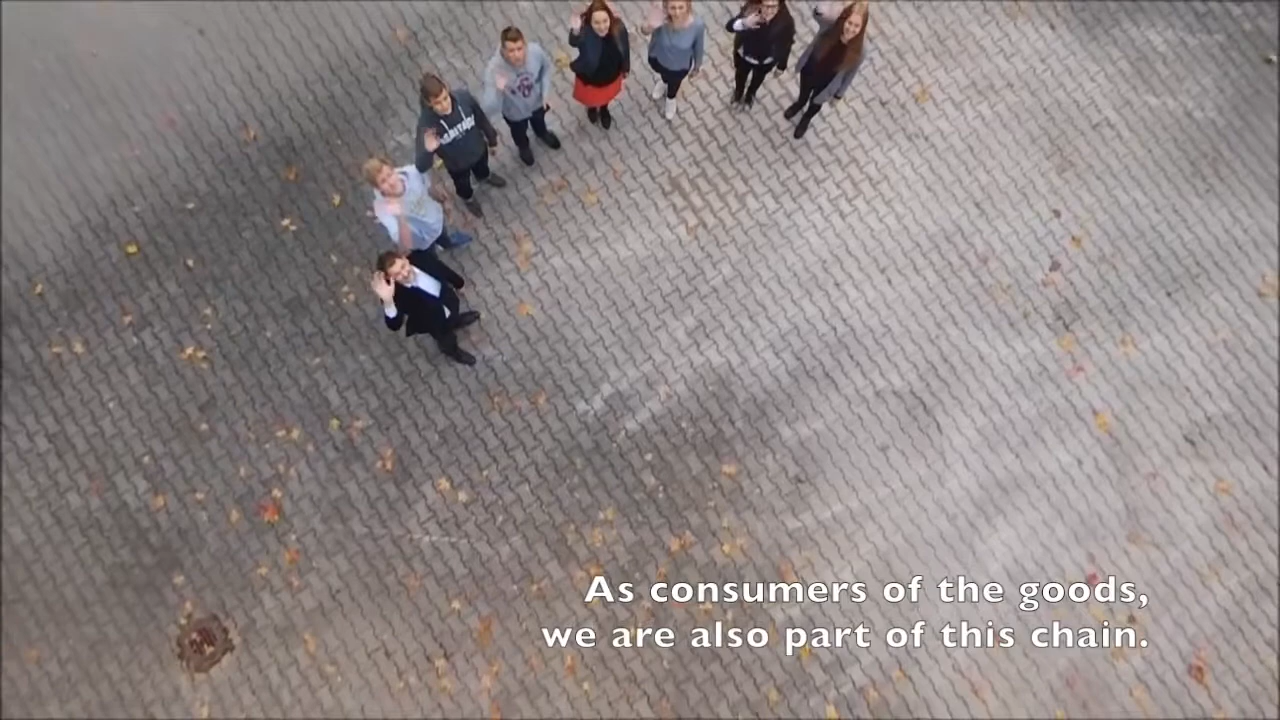 As consumers of the goods,
we are also part of this chain.